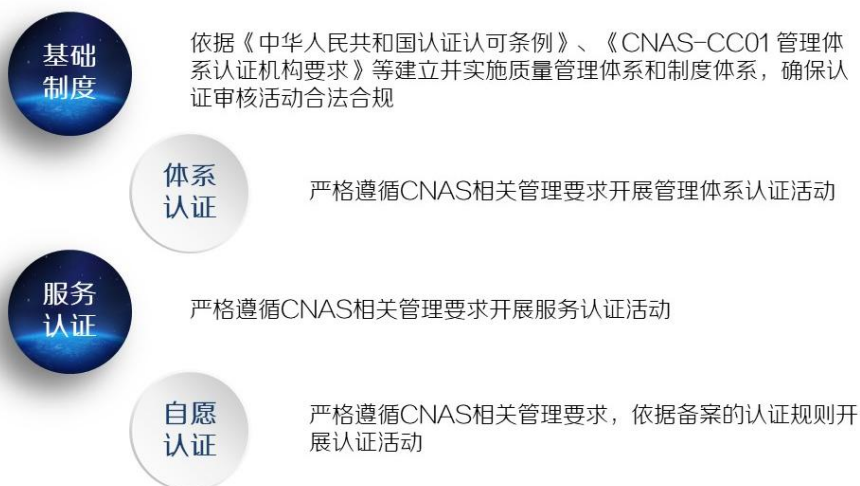 基础
制度
依据《中华人民共和国认证认可条例》、《CNAS-CC01 管理体
系认证机构要求》等建立并实施质量管理体系和制度体系，确保认
证审核活动合法合规
体系
认证
严格遵循CNAS相关管理要求开展管理体系认证活动
服务
认证
严格遵循CNAS相关管理要求开展服务认证活动
自愿
认证
严格遵循CNAS相关管理要求，依据备案的认证规则开
展认证活动